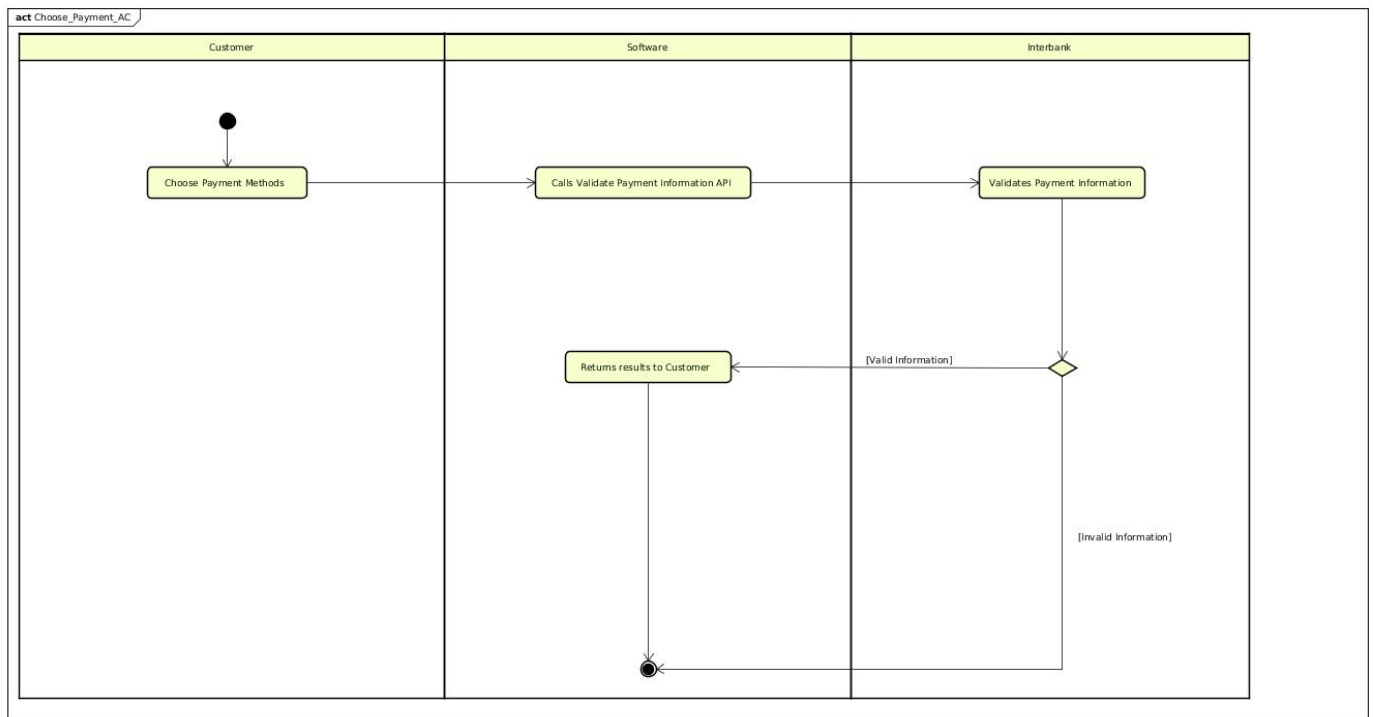 act Choose_Payment_AC
Customer
Software
Interbank
Choose Payment Methods
Calls Validate Payment Information API
Validates Payment Information
[Valid Information]
Returns results to Customer
[Invalid Information]